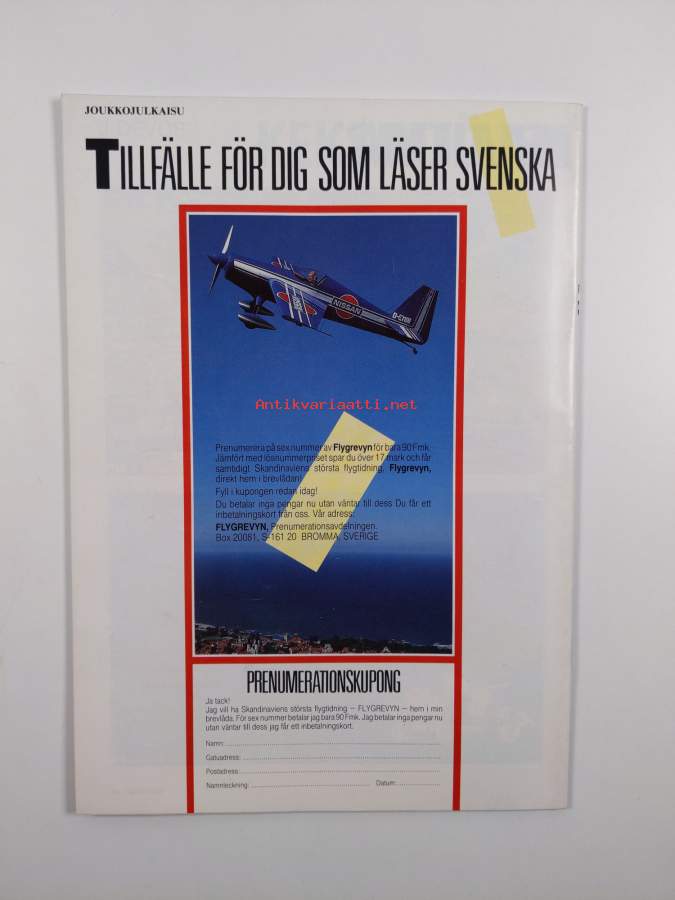 JOUKKOJULKAISU
TILLFÄLLE FÖR DIG SOM LÄSER SVENSKA
NISSAN
Antikvariaatti.net
Prenumerera på sex nummer av Flygrevyn för bara 90 Fmk.
Jämfört med lösnummerpriset spar du över 17 mark och får
samtidigt Skandinaviens största flygtidning, Flygrevyn,
direkt hem i brevlådan!
Fyll i kupongen redan idag!
Du betalar inga pengar nu utan väntar till dess Du får ett
inbetalningskort från oss. Vår adress:
FLYGREVYN, Prenumerationsavdelningen.
Box 20081, S-161 20 BROMMA, SVERIGE
PRENUMERATIONSKUPONG
Ja tack!
Jag vill ha Skandinaviens största flygtidning – FLYGREVYN – hem i min
brevlåda. För sex nummer betalar jag bara 90 Fmk. Jag betalar inga pengar nu
utan väntar till dess jag får ett inbetalningskort.
Namn:
Gatuadress:
Postadress:
Namnteckning: Datum: